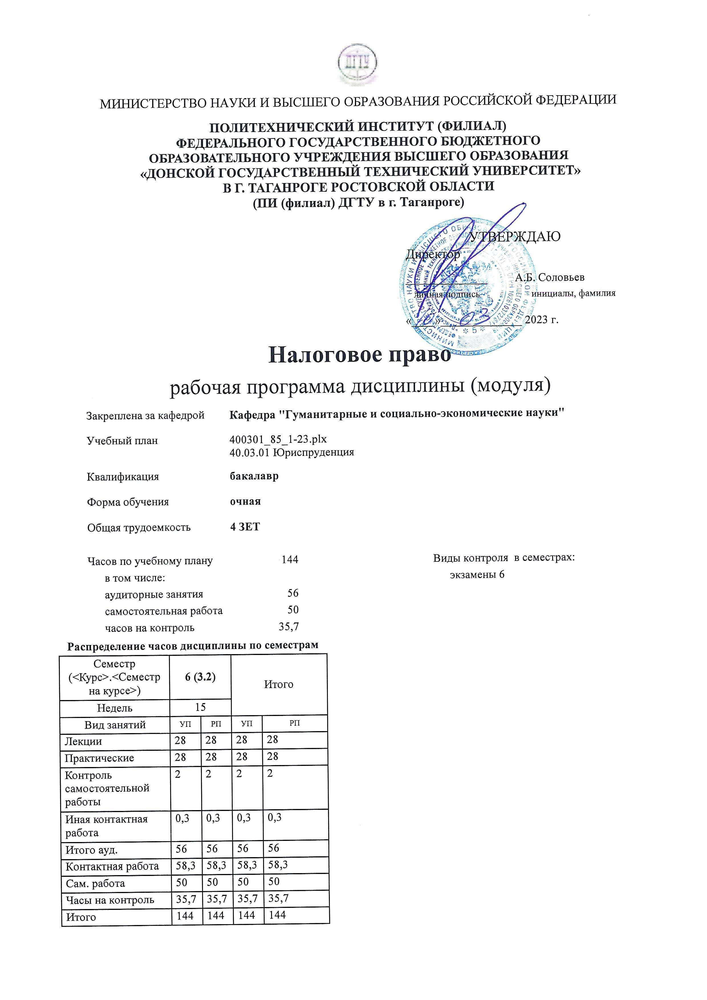 ДГТУ
МИНИСТЕРСТВО НАУКИ И ВЫСШЕГО ОБРАЗОВАНИЯ РОССИЙСКОЙ ФЕДЕРАЦИИ
ПОЛИТЕХНИЧЕСКИЙ ИНСТИТУТ (ФИЛИАЛ)
ФЕДЕРАЛЬНОГО ГОСУДАРСТВЕННОГО БЮДЖЕТНОГО
ОБРАЗОВАТЕЛЬНОГО УЧРЕЖДЕНИЯ ВЫСШЕГО ОБРАЗОВАНИЯ
«ДОНСКОЙ ГОСУДАРСТВЕННЫЙ ТЕХНИЧЕСКИЙ УНИВЕРСИТЕТ»
В Г. ТАГАНРОГЕ РОСТОВСКОЙ ОБЛАСТИ
(ПИ (филиал) ДГТУ в г. Таганроге)
УТВЕРЖДАЮ
Директор
А.Б. Соловьев
личная подпись инициалы, фамилия
« » 03 2023 г.
Налоговое право
рабочая программа дисциплины (модуля)
Закреплена за кафедрой Кафедра "Гуманитарные и социально-экономические науки"
Учебный план 400301_85_1-23.plx
40.03.01 Юриспруденция
Квалификация бакалавр
Форма обучения очная
Общая трудоемкость 4 ЗЕТ
Часов по учебному плану 144 Виды контроля в семестрах:
в том числе: экзамены 6
аудиторные занятия 56
самостоятельная работа 50
часов на контроль 35,7
Распределение часов дисциплины по семестрам
Семестр
(<Курс>.<Семестр
на курсе>) 6 (3.2) Итого
Недель 15
Вид занятий УП РП УП РП
Лекции 28 28 28 28
Практические 28 28 28 28
Контроль
самостоятельной
работы 2 2 2 2
Иная контактная
работа 0,3 0,3 0,3 0,3
Итого ауд. 56 56 56 56
Контактная работа 58,3 58,3 58,3 58,3
Сам. работа 50 50 50 50
Часы на контроль 35,7 35,7 35,7 35,7
Итого 144 144 144 144